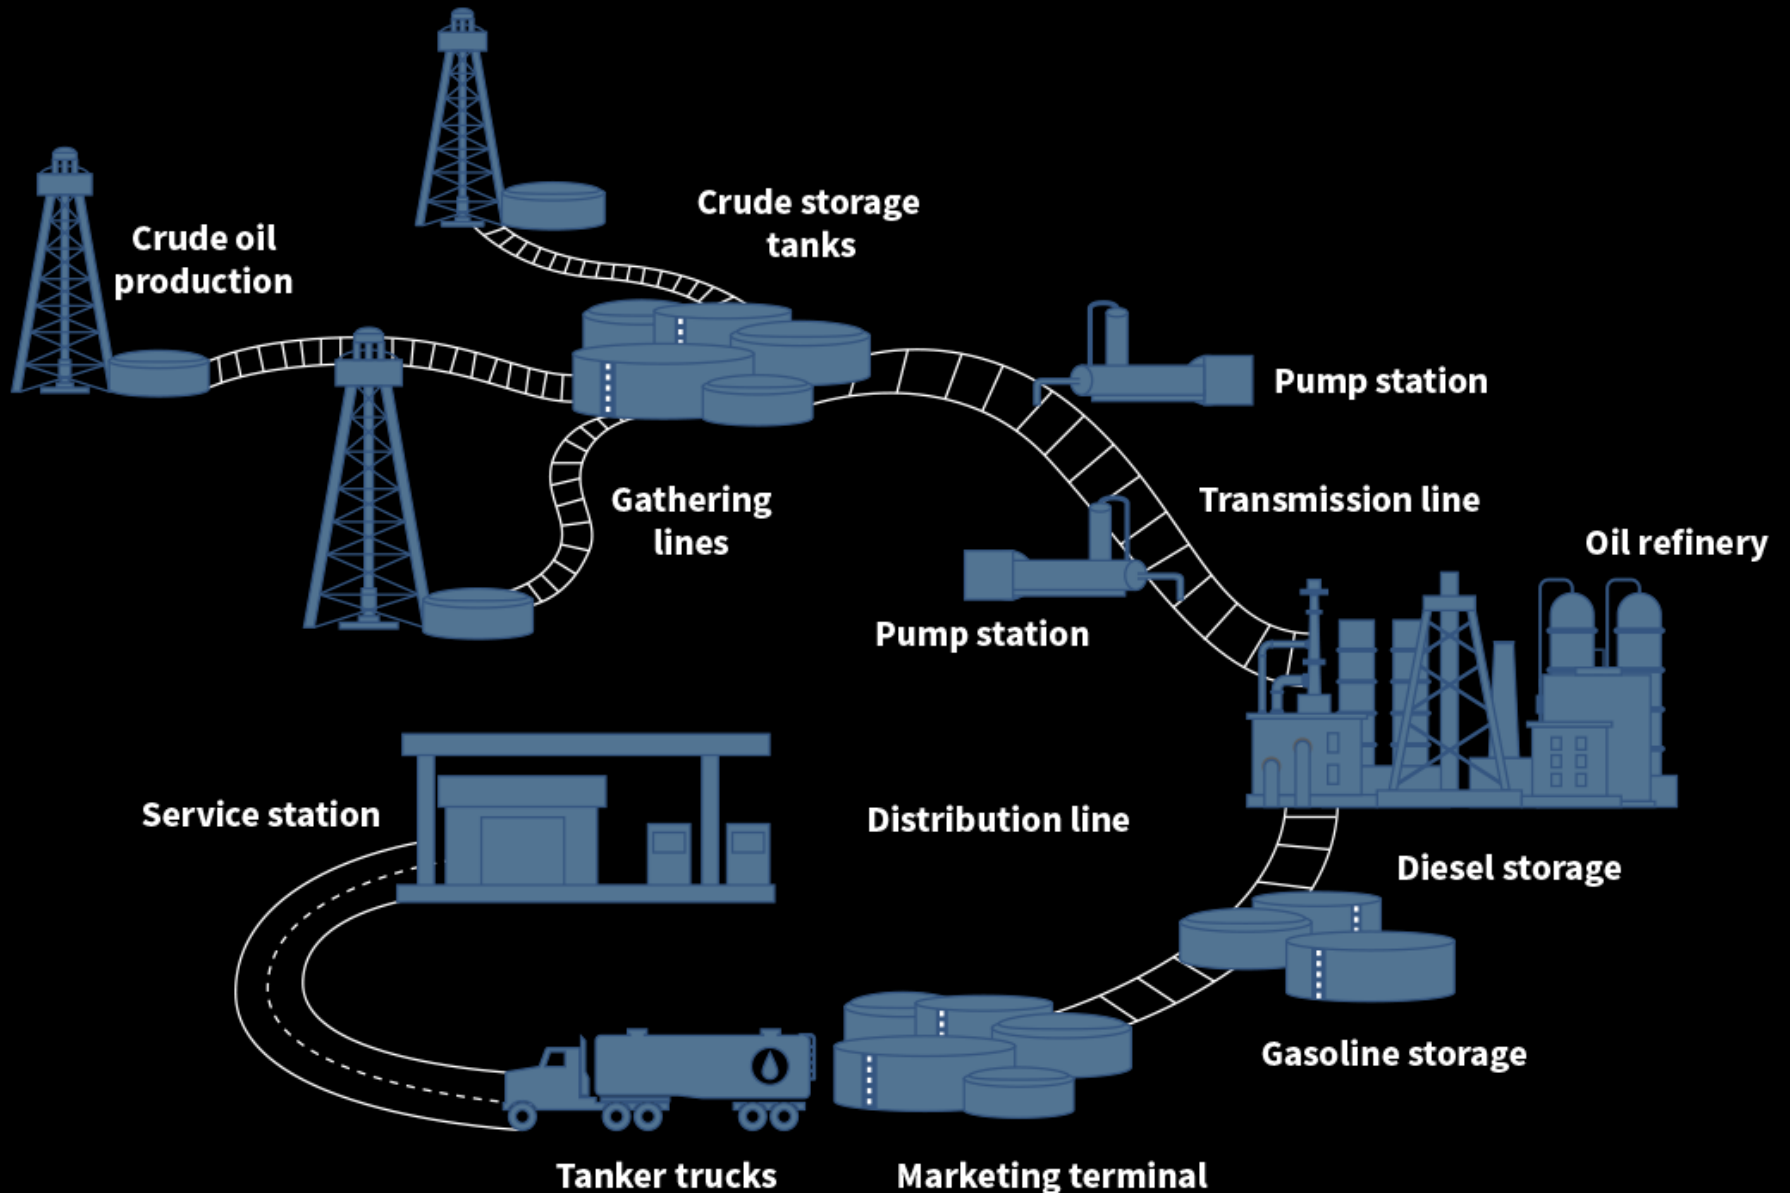 Crude storage
tanks
Crude oil
production
Pump station
Gathering
lines
Transmission line
Oil refinery
Pump station
Service station
Distribution line
Diesel storage
Gasoline storage
Tanker trucks
Marketing terminal